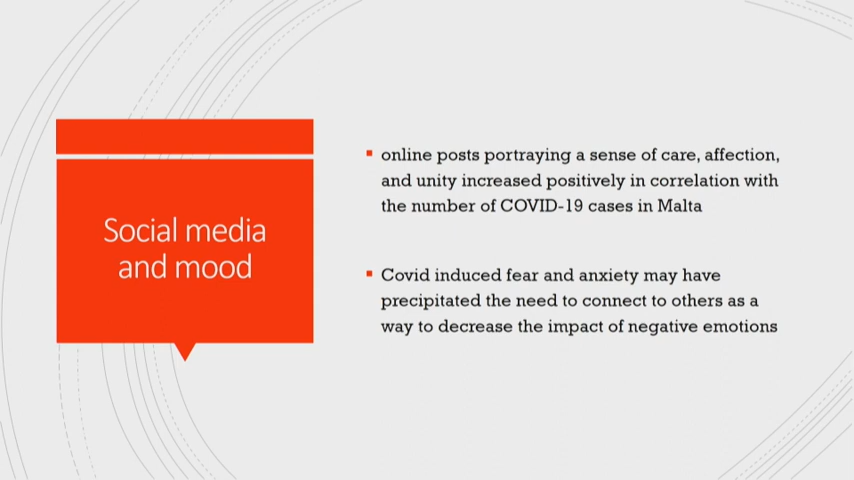 Social media
and mood
online posts portraying a sense of care, affection,
and unity increased positively in correlation with
the number of COVID-19 cases in Malta
Covid induced fear and anxiety may have
precipitated the need to connect to others as a
way to decrease the impact of negative emotions